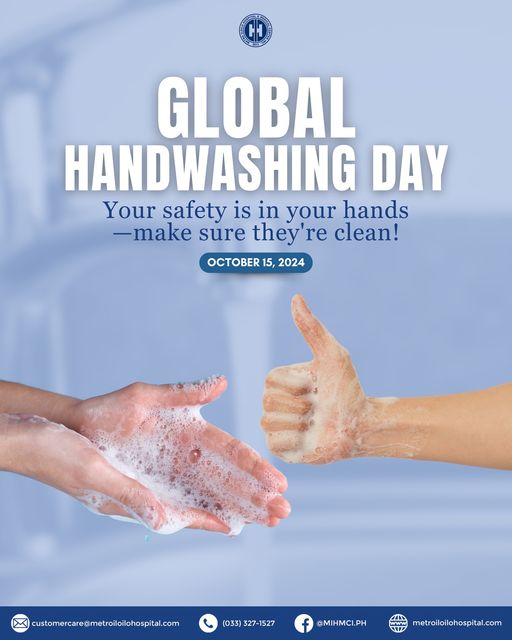 GLOBAL
HANDWASHING DAY
Your safety is in your hands
—make sure they're clean!
OCTOBER 15, 2024
customercare@metroiloilohospital.com (033) 327-1527 @MIHMCI.PH metroiloilohospital.com